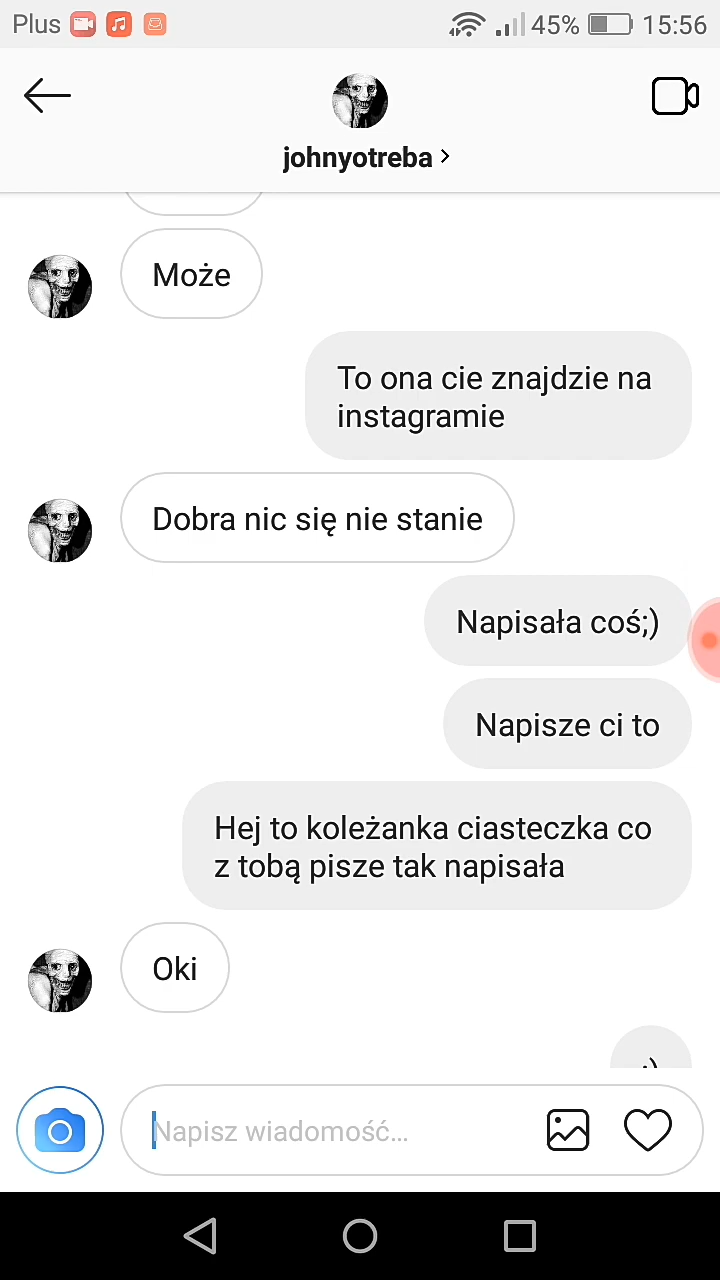 Plus 45% 15:56
johnyotreba
Może
To ona cie znajdzie na
instagramie
Dobra nic się nie stanie
Napisała coś;)
Napisze ci to
Hej to koleżanka ciasteczka co
z tobą pisze tak napisała
Oki
:)
Napisz wiadomość...